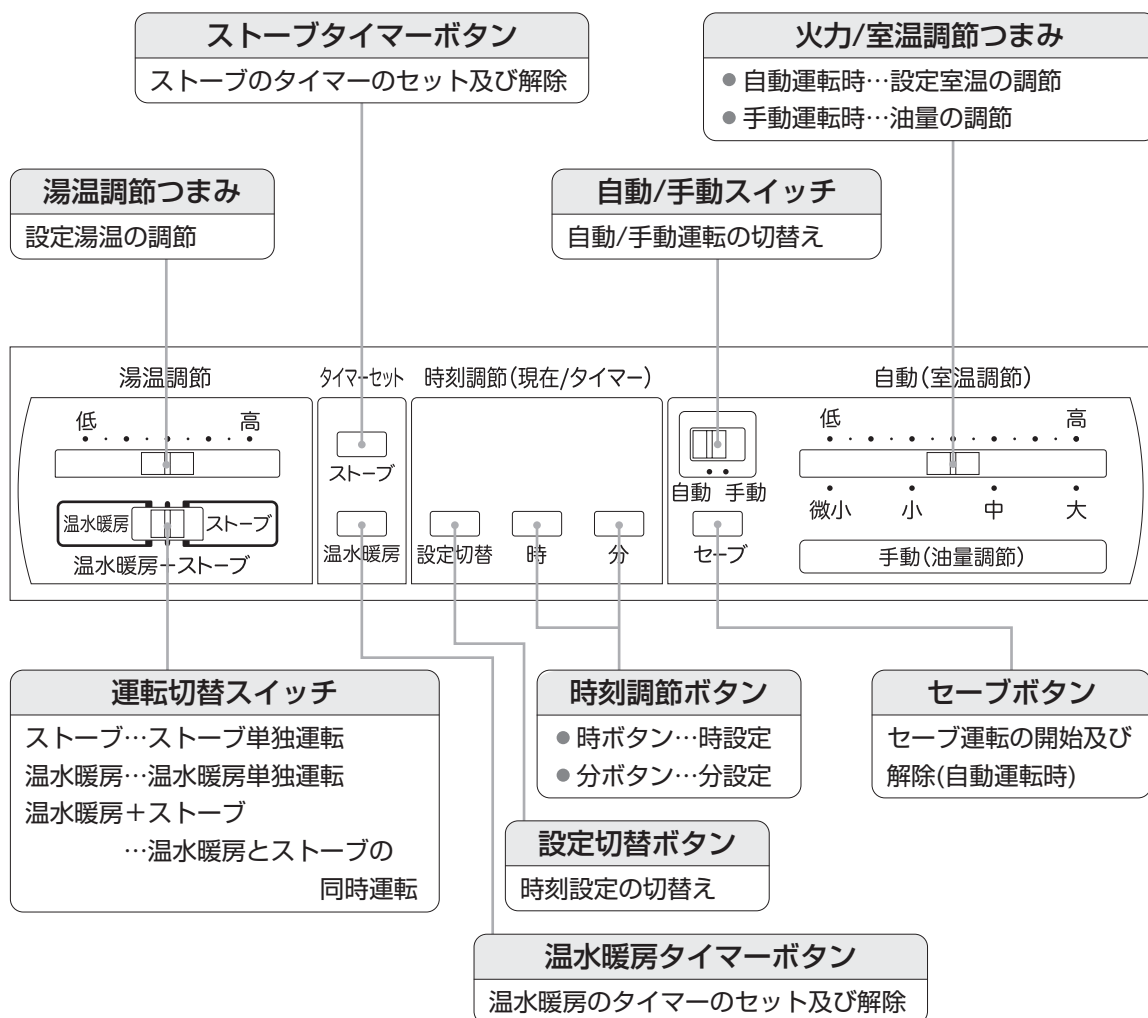 ストーブタイマーボタン
ストーブのタイマーのセット及び解除
火力/室温調節つまみ
●自動運転時…設定室温の調節
●手動運転時…油量の調節
湯温調節つまみ
設定湯温の調節
自動/手動スイッチ
自動/手動運転の切替え
湯温調節
低 高
温水暖房 ストーブ
温水暖房+ストーブ
タイマーセット
ストーブ
温水暖房
時刻調節(現在/タイマー)
設定切替 時 分
自動 手動
セーブ
自動(室温調節)
低 高
微小 小 中 大
手動(油量調節)
運転切替スイッチ
ストーブ…ストーブ単独運転
温水暖房…温水暖房単独運転
温水暖房+ストーブ
…温水暖房とストーブの
同時運転
時刻調節ボタン
●時ボタン…時設定
●分ボタン…分設定
セーブボタン
セーブ運転の開始及び
解除(自動運転時)
設定切替ボタン
時刻設定の切替え
温水暖房タイマーボタン
温水暖房のタイマーのセット及び解除